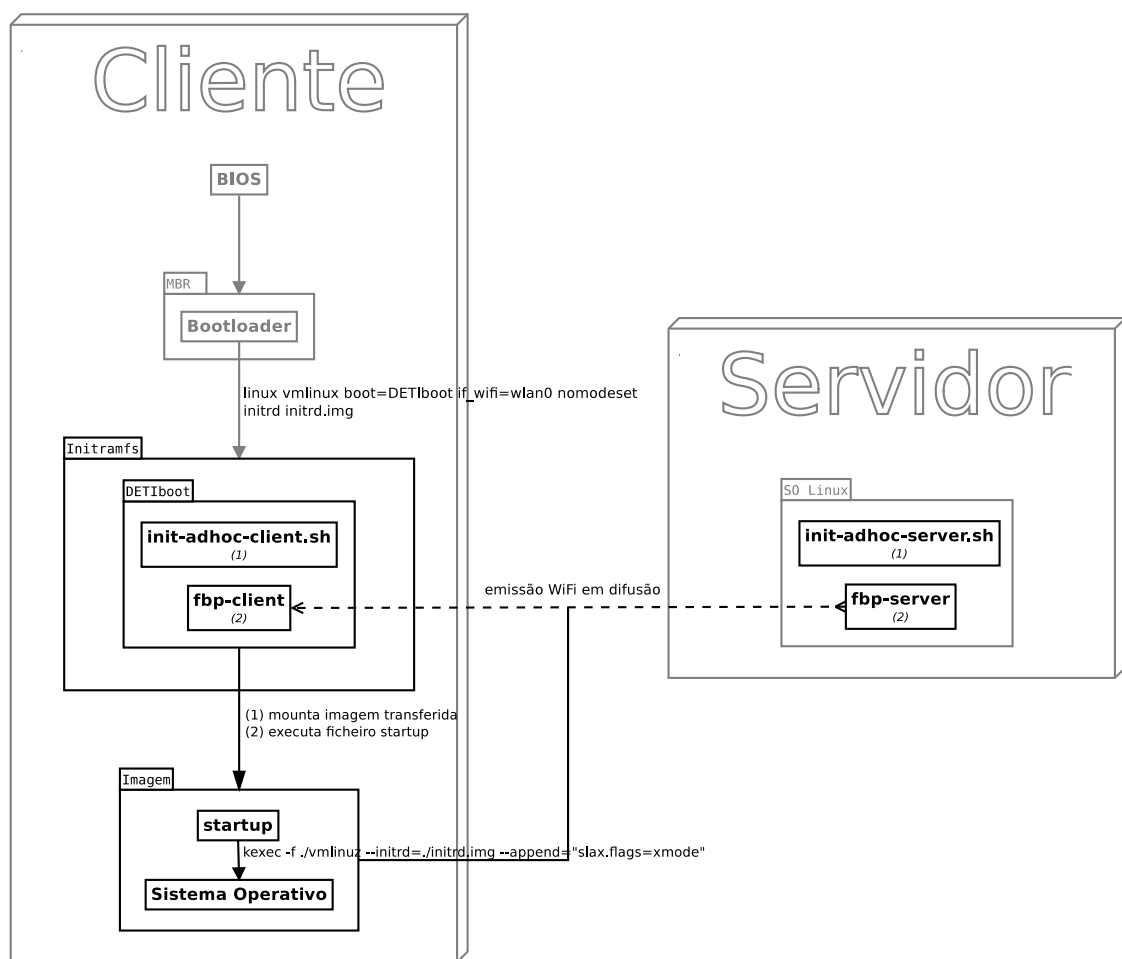 Cliente
BIOS
MBR
Bootloader
linux vmlinux boot=DETIboot if_wifi=wlan0 nomodeset
initrd initrd.img
Initramfs
DETIboot
init-adhoc-client.sh
(1)
fbp-client
(2)
emissão WiFi em difusão
Servidor
SO Linux
init-adhoc-server.sh
(1)
fbp-server
(2)
(1) mounta imagem transferida
(2) executa ficheiro startup
Imagem
startup
kexec -f ./vmlinuz --initrd=./initrd.img --append="slax.flags=xmode"
Sistema Operativo